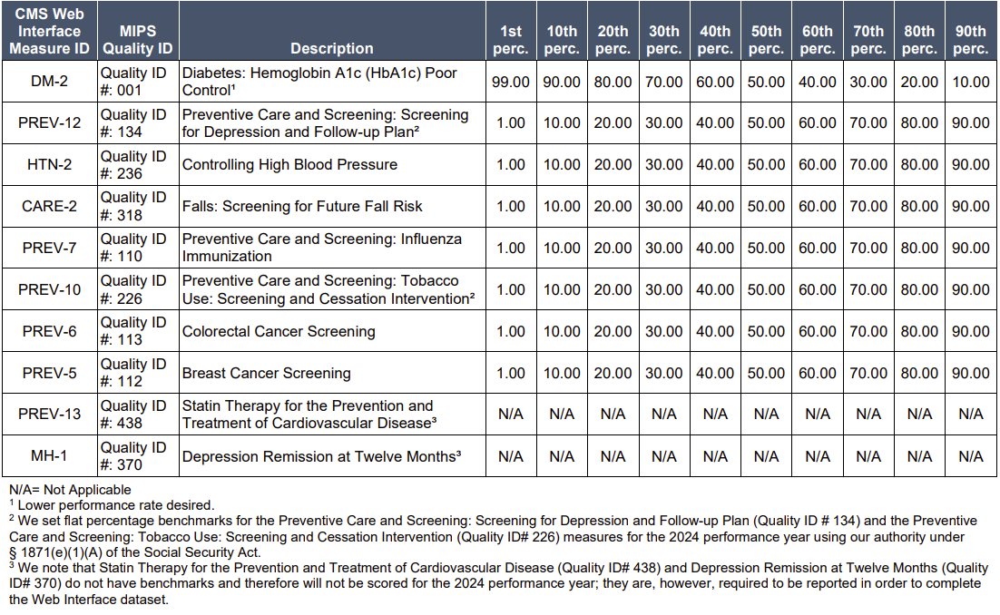 CMS Web Interface Measure ID | MIPS Quality ID | Description | 1st perc. | 10th perc. | 20th perc. | 30th perc. | 40th perc. | 50th perc. | 60th perc. | 70th perc. | 80th perc. | 90th perc.
DM-2 | Quality ID #: 001 | Diabetes: Hemoglobin A1c (HbA1c) Poor Control¹ | 99.00 | 90.00 | 80.00 | 70.00 | 60.00 | 50.00 | 40.00 | 30.00 | 20.00 | 10.00
PREV-12 | Quality ID #: 134 | Preventive Care and Screening: Screening for Depression and Follow-up Plan² | 1.00 | 10.00 | 20.00 | 30.00 | 40.00 | 50.00 | 60.00 | 70.00 | 80.00 | 90.00
HTN-2 | Quality ID #: 236 | Controlling High Blood Pressure | 1.00 | 10.00 | 20.00 | 30.00 | 40.00 | 50.00 | 60.00 | 70.00 | 80.00 | 90.00
CARE-2 | Quality ID #: 318 | Falls: Screening for Future Fall Risk | 1.00 | 10.00 | 20.00 | 30.00 | 40.00 | 50.00 | 60.00 | 70.00 | 80.00 | 90.00
PREV-7 | Quality ID #: 110 | Preventive Care and Screening: Influenza Immunization | 1.00 | 10.00 | 20.00 | 30.00 | 40.00 | 50.00 | 60.00 | 70.00 | 80.00 | 90.00
PREV-10 | Quality ID #: 226 | Preventive Care and Screening: Tobacco Use: Screening and Cessation Intervention² | 1.00 | 10.00 | 20.00 | 30.00 | 40.00 | 50.00 | 60.00 | 70.00 | 80.00 | 90.00
PREV-6 | Quality ID #: 113 | Colorectal Cancer Screening | 1.00 | 10.00 | 20.00 | 30.00 | 40.00 | 50.00 | 60.00 | 70.00 | 80.00 | 90.00
PREV-5 | Quality ID #: 112 | Breast Cancer Screening | 1.00 | 10.00 | 20.00 | 30.00 | 40.00 | 50.00 | 60.00 | 70.00 | 80.00 | 90.00
PREV-13 | Quality ID #: 438 | Statin Therapy for the Prevention and Treatment of Cardiovascular Disease³ | N/A | N/A | N/A | N/A | N/A | N/A | N/A | N/A | N/A | N/A
MH-1 | Quality ID #: 370 | Depression Remission at Twelve Months³ | N/A | N/A | N/A | N/A | N/A | N/A | N/A | N/A | N/A | N/A
N/A= Not Applicable
¹ Lower performance rate desired.
² We set flat percentage benchmarks for the Preventive Care and Screening: Screening for Depression and Follow-up Plan (Quality ID # 134) and the Preventive
Care and Screening: Tobacco Use: Screening and Cessation Intervention (Quality ID# 226) measures for the 2024 performance year using our authority under
§ 1871(e)(1)(A) of the Social Security Act.
³ We note that Statin Therapy for the Prevention and Treatment of Cardiovascular Disease (Quality ID# 438) and Depression Remission at Twelve Months (Quality
ID# 370) do not have benchmarks and therefore will not be scored for the 2024 performance year; they are, however, required to be reported in order to complete
the Web Interface dataset.